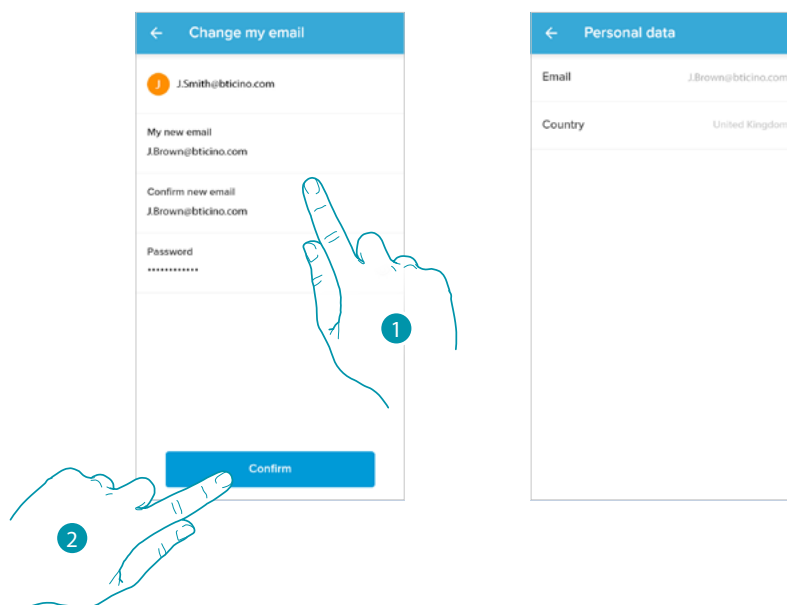 Change my email
J
J.Smith@bticino.com
My new email
J.Brown@bticino.com
Confirm new email
J.Brown@bticino.com
Password
************
1
Confirm
2
Personal data
Email J.Brown@bticino.com
Country United Kingdom